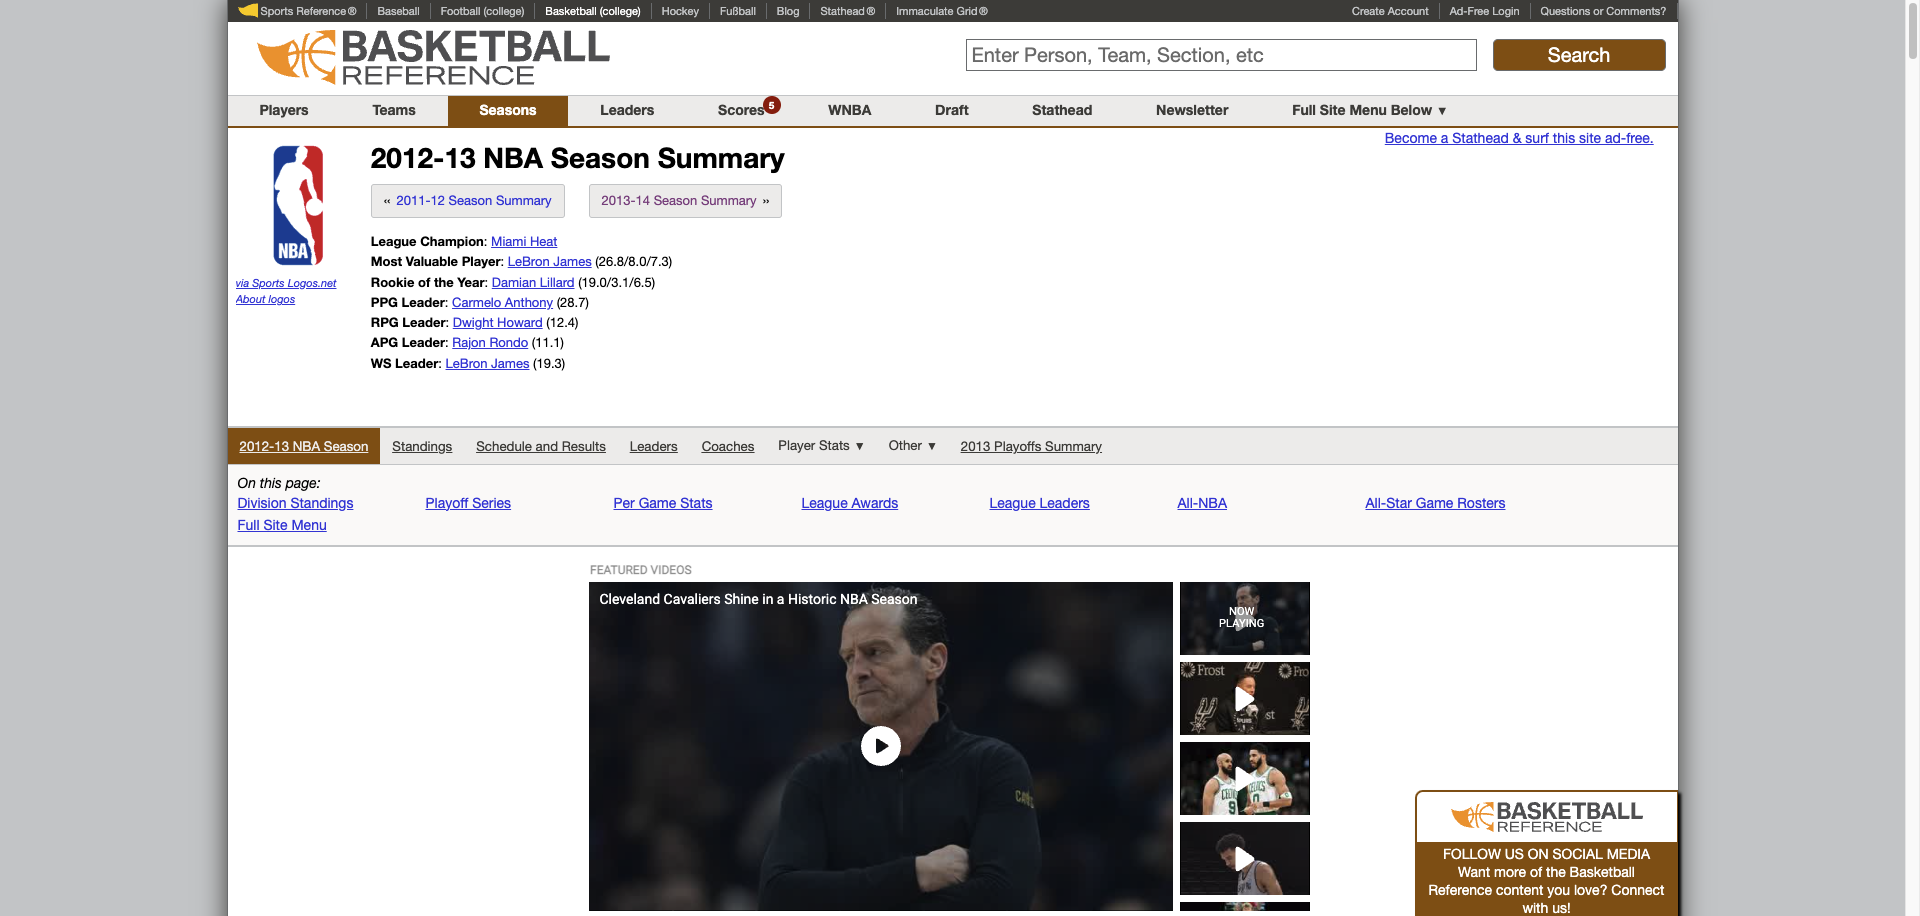 Sports Reference ®
Baseball
Football (college)
Basketball (college)
Hockey
Fußball
Blog
Stathead ®
Immaculate Grid ®
Create Account
Ad-Free Login
Questions or Comments?
BASKETBALL
REFERENCE
Enter Person, Team, Section, etc
Search
Players
Teams
Seasons
Leaders
Scores
5
WNBA
Draft
Stathead
Newsletter
Full Site Menu Below ▼
Become a Stathead & surf this site ad-free.
NBA
via Sports Logos.net
About logos
2012-13 NBA Season Summary
« 2011-12 Season Summary
2013-14 Season Summary »
League Champion: Miami Heat
Most Valuable Player: LeBron James (26.8/8.0/7.3)
Rookie of the Year: Damian Lillard (19.0/3.1/6.5)
PPG Leader: Carmelo Anthony (28.7)
RPG Leader: Dwight Howard (12.4)
APG Leader: Rajon Rondo (11.1)
WS Leader: LeBron James (19.3)
2012-13 NBA Season
Standings
Schedule and Results
Leaders
Coaches
Player Stats ▼
Other ▼
2013 Playoffs Summary
On this page:
Division Standings
Playoff Series
Per Game Stats
League Awards
League Leaders
All-NBA
All-Star Game Rosters
Full Site Menu
FEATURED VIDEOS
Cleveland Cavaliers Shine in a Historic NBA Season
NOW
PLAYING
Frost
BASKETBALL
REFERENCE
FOLLOW US ON SOCIAL MEDIA
Want more of the Basketball
Reference content you love? Connect
with us!